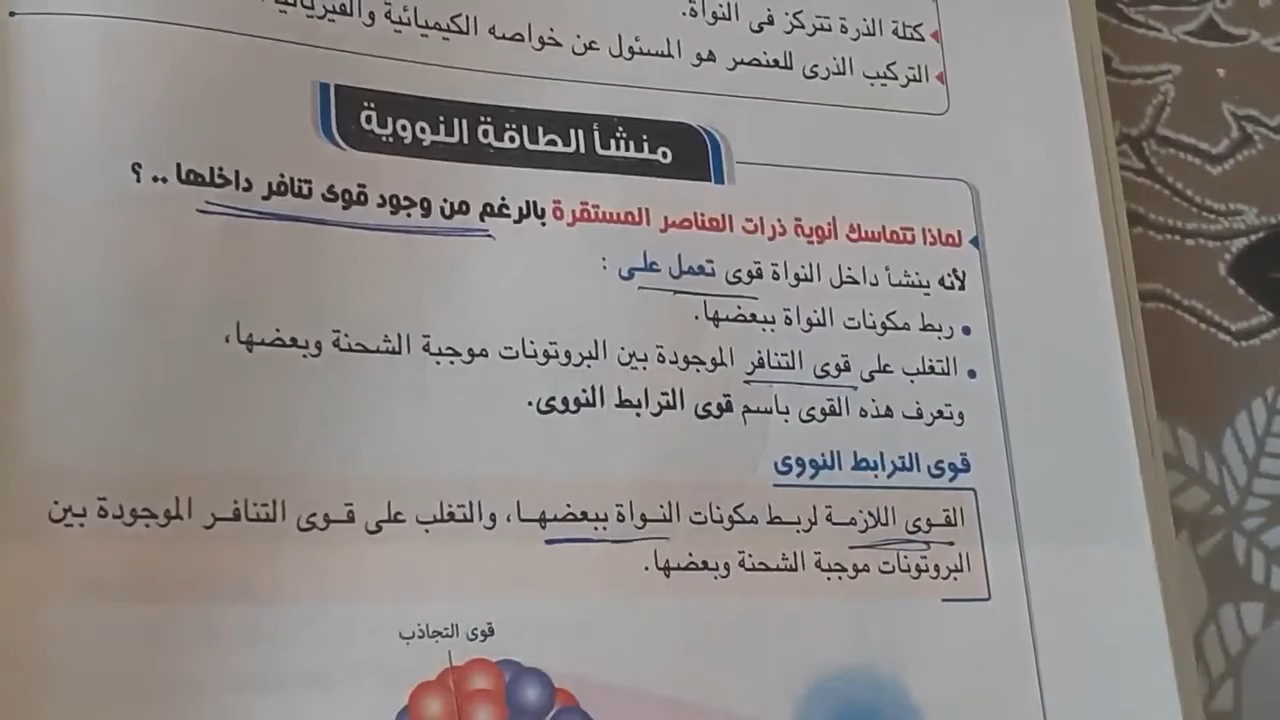 كتلة الذرة تتركز فى النواة.
التركيب الذرى للعنصر هو المسئول عن خواصه الكيميائية والفيزيائية
منشأ الطاقة النووية
لماذا تتماسك أنوية ذرات العناصر المستقرة بالرغم من وجود قوى تنافر داخلها .. ؟
لأنه ينشأ داخل النواة قوى تعمل على :
• ربط مكونات النواة ببعضها.
• التغلب على قوى التنافر الموجودة بين البروتونات موجبة الشحنة وبعضها،
وتعرف هذه القوى باسم قوى الترابط النووى.
قوى الترابط النووى
القوى اللازمة لربط مكونات النواة ببعضها، والتغلب على قوى التنافر الموجودة بين
البروتونات موجبة الشحنة وبعضها.
قوى التجاذب